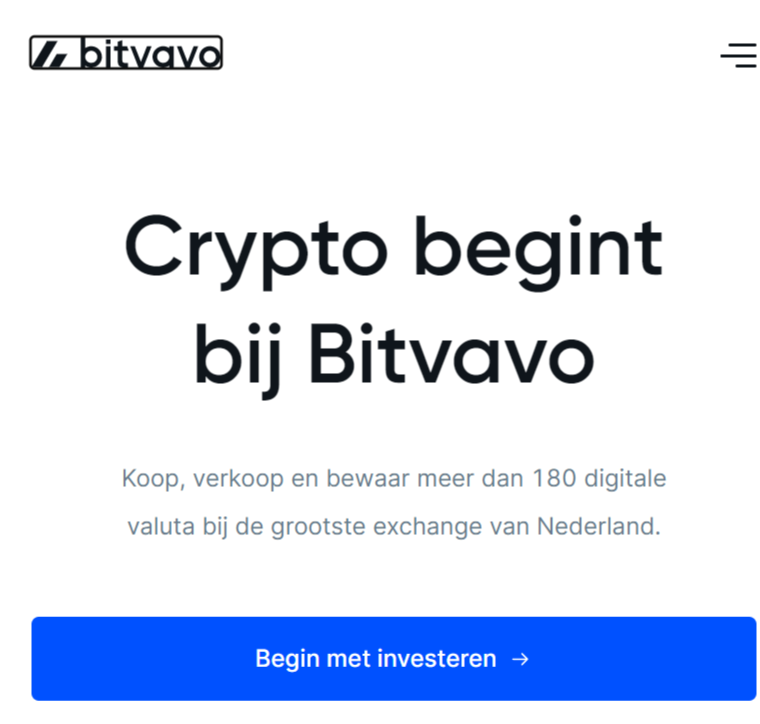 bitvavo
Crypto begint
bij Bitvavo
Koop, verkoop en bewaar meer dan 180 digitale
valuta bij de grootste exchange van Nederland.
Begin met investeren →